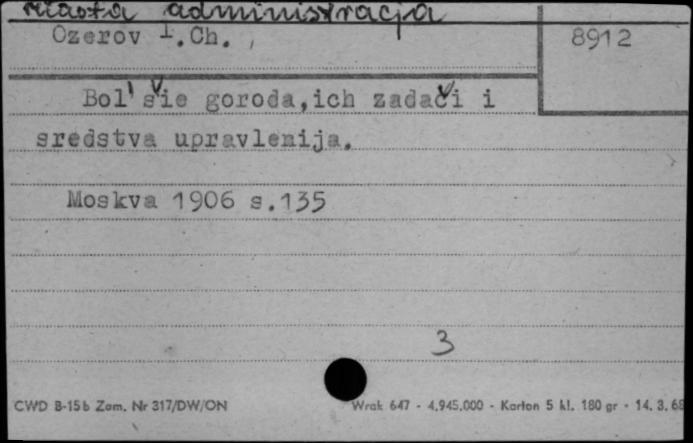 miasta administracja
Ozerov I.Ch.,
8912
Bol'šie goroda,ich zadači i
sredstva upravlenija.
Moskva 1906 s.135
3
CWD B-15b Zam. Nr 317/DW/ON
Wrak 647 - 4.945.000 - Karton 5 kl. 180 gr - 14. 3. 68